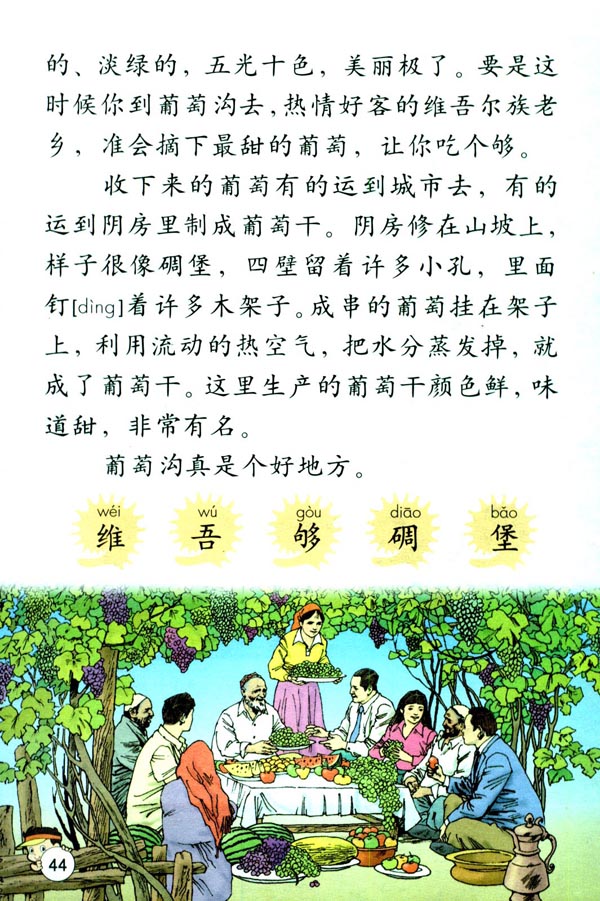 的、淡绿的，五光十色，美丽极了。要是这
时候你到葡萄沟去，热情好客的维吾尔族老
乡，准会摘下最甜的葡萄，让你吃个够。
收下来的葡萄有的运到城市去，有的
运到阴房里制成葡萄干。阴房修在山坡上，
样子很像碉堡，四壁留着许多小孔，里面
钉[dìng]着许多木架子。成串的葡萄挂在架子
上，利用流动的热空气，把水分蒸发掉，就
成了葡萄干。这里生产的葡萄干颜色鲜，味
道甜，非常有名。
葡萄沟真是个好地方。
wéi wú gòu diāo bǎo
维 吾 够 碉 堡
44